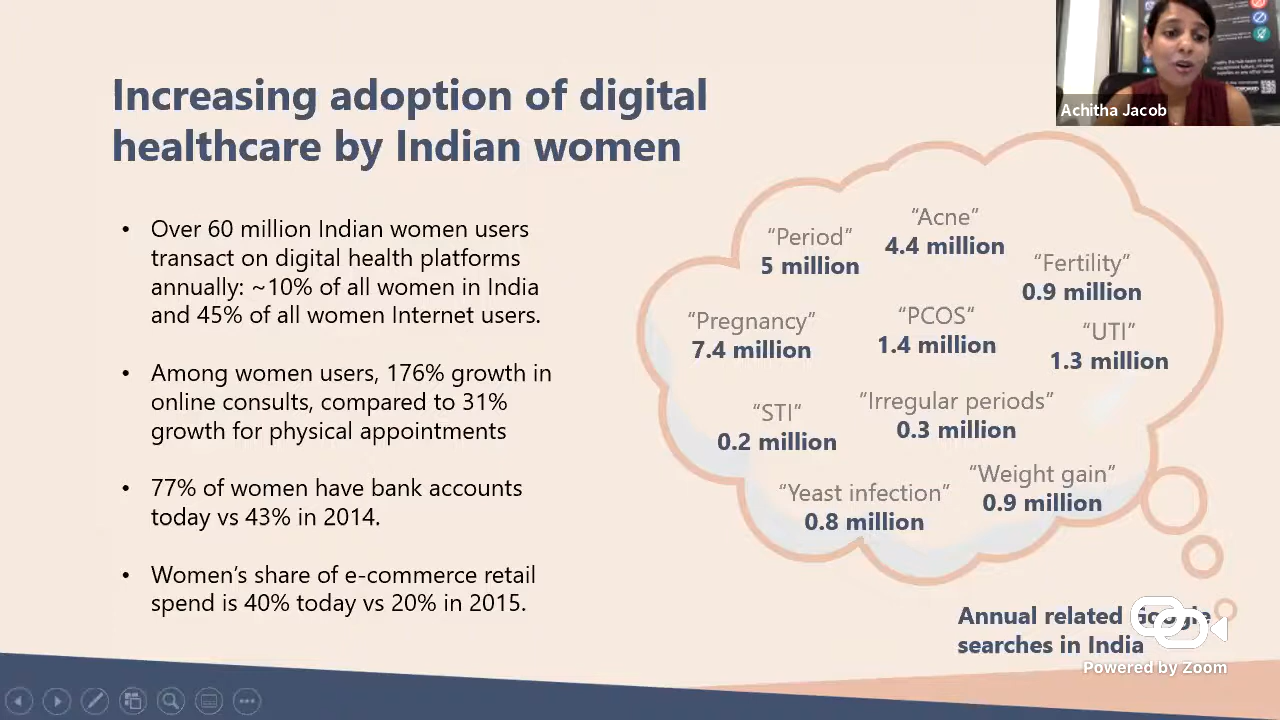 Increasing adoption of digital
healthcare by Indian women
Achitha Jacob
• Over 60 million Indian women users
transact on digital health platforms
annually: ~10% of all women in India
and 45% of all women Internet users.
• Among women users, 176% growth in
online consults, compared to 31%
growth for physical appointments
• 77% of women have bank accounts
today vs 43% in 2014.
• Women’s share of e-commerce retail
spend is 40% today vs 20% in 2015.
“Period”
5 million
“Acne”
4.4 million
“Fertility”
0.9 million
“Pregnancy”
7.4 million
“PCOS”
1.4 million
“UTI”
1.3 million
“STI”
0.2 million
“Irregular periods”
0.3 million
“Yeast infection”
0.8 million
“Weight gain”
0.9 million
Annual related Google
searches in India
Powered by Zoom